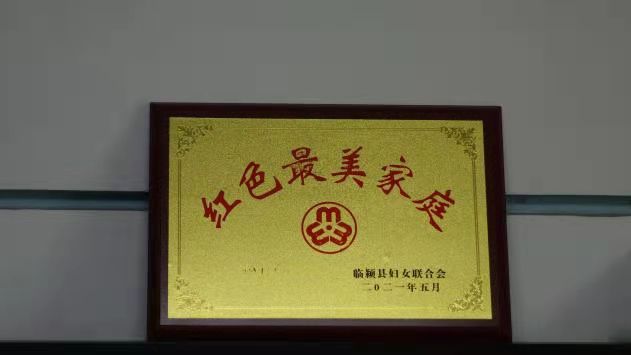 红色最美家庭
临颍县妇女联合会
二〇二一年五月